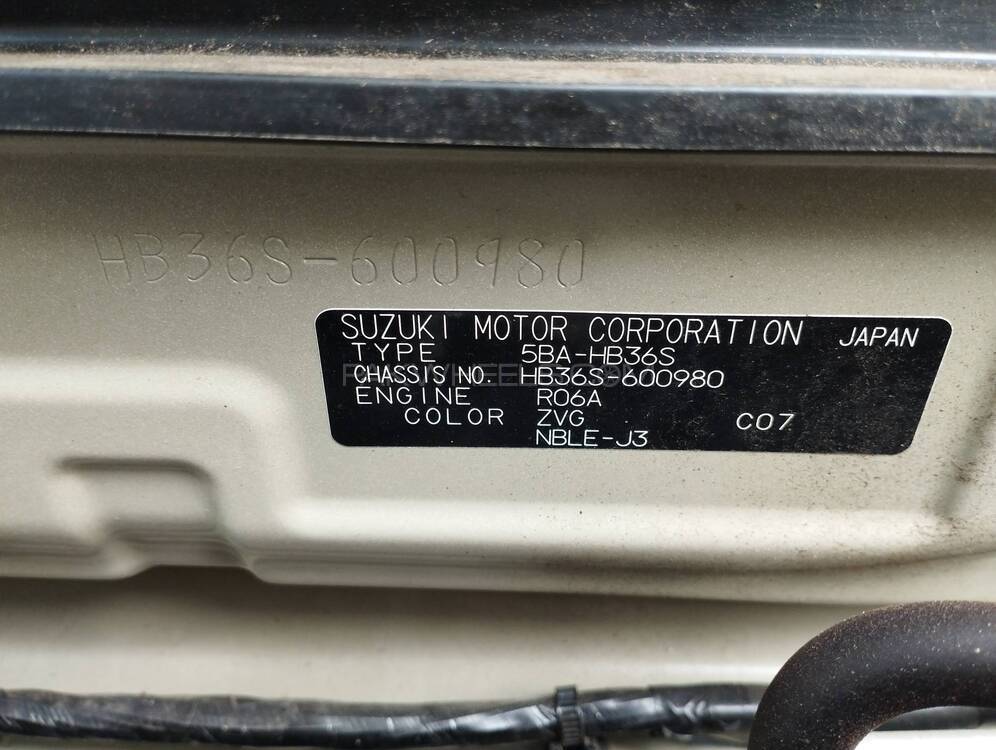 HB36S-600980
SUZUKI MOTOR CORPORATION JAPAN
TYPE 5BA-HB36S
CHASSIS NO. HB36S-600980
ENGINE R06A
COLOR ZVG C07
NBLE-J3